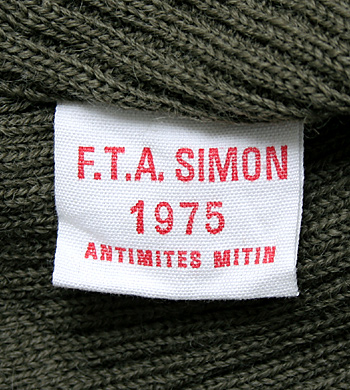 F.T.A. SIMON
1975
ANTIMITES MITIN